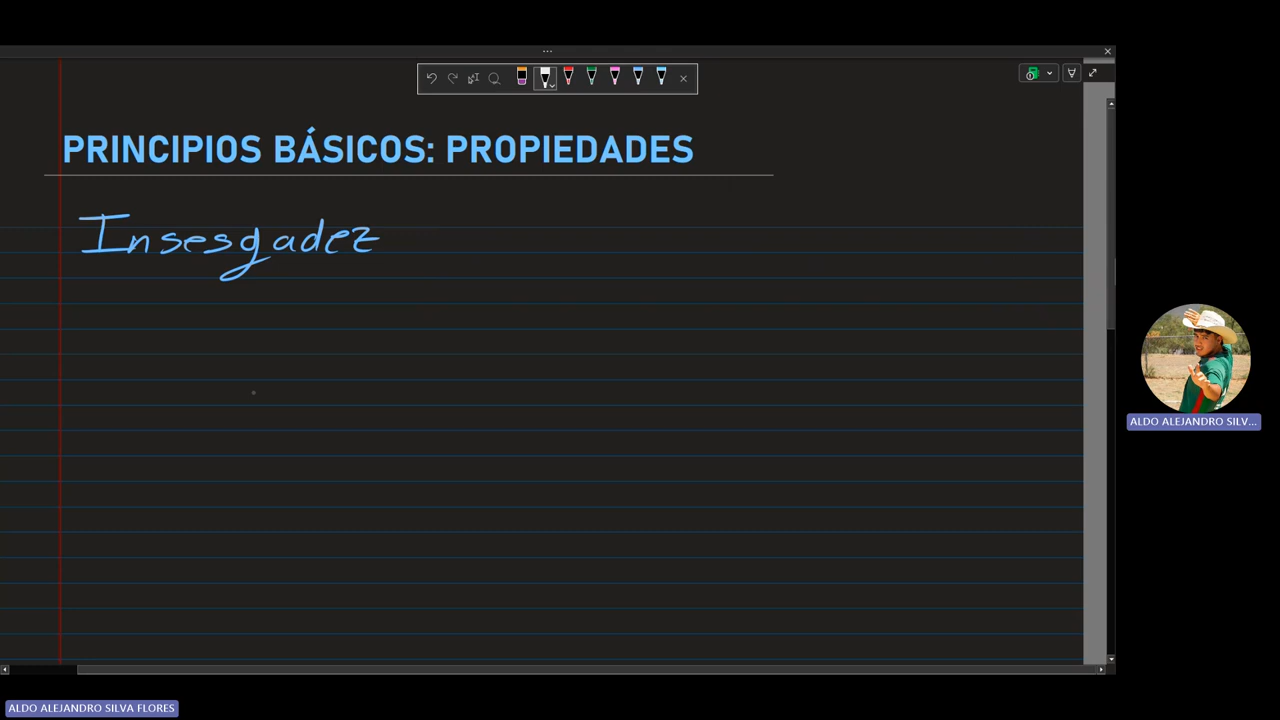 PRINCIPIOS BÁSICOS: PROPIEDADES
Insesgadez
ALDO ALEJANDRO SILV...
ALDO ALEJANDRO SILVA FLORES